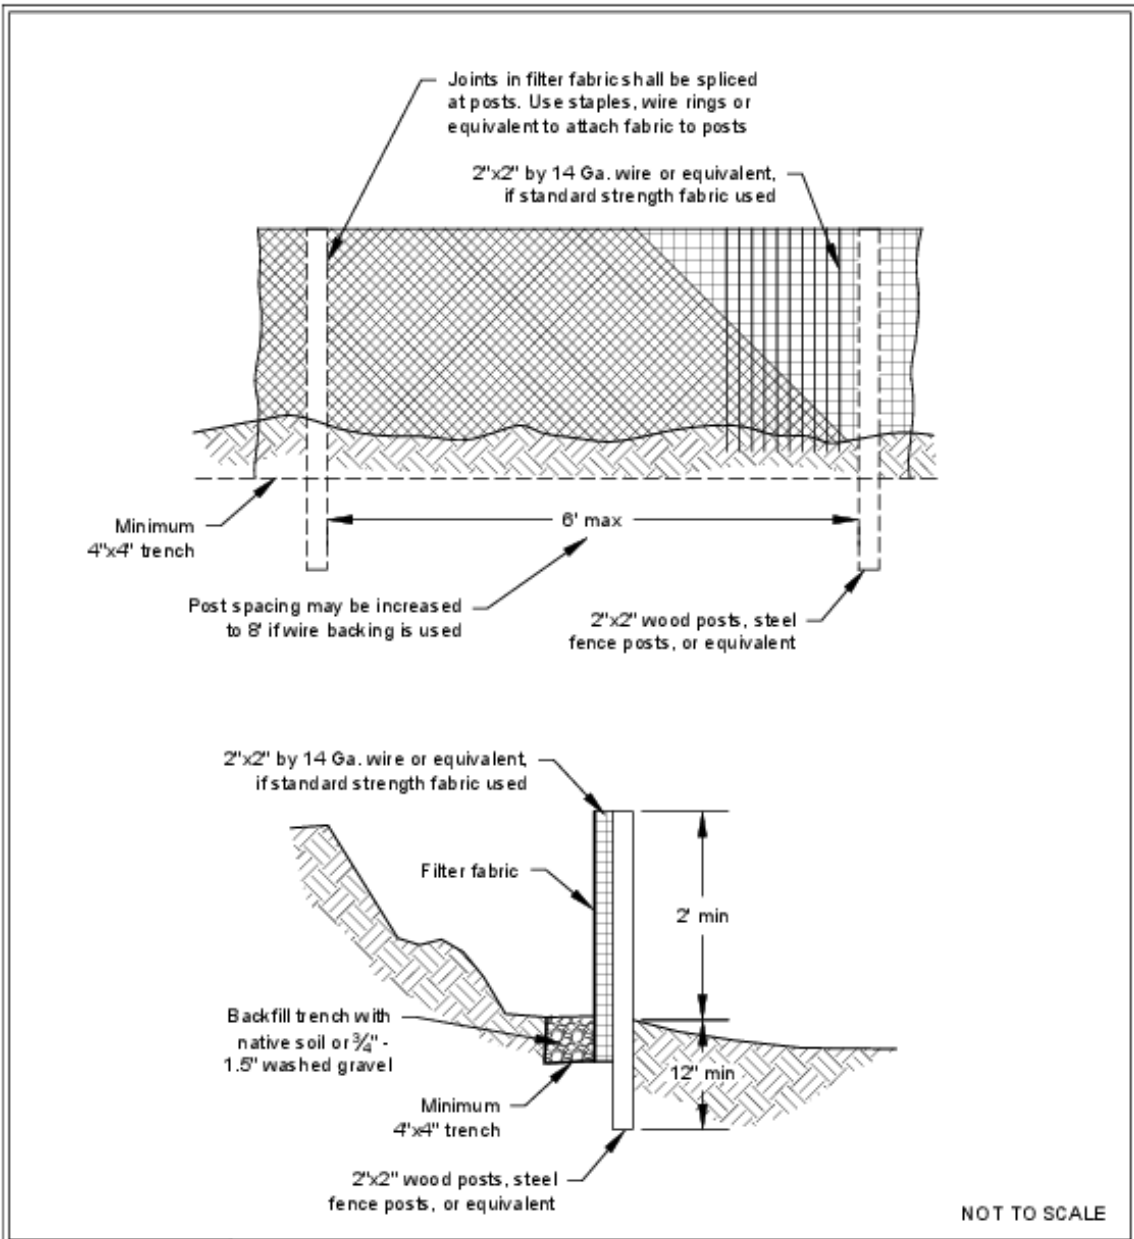 Joints in filter fabric shall be spliced
at posts. Use staples, wire rings or
equivalent to attach fabric to posts
2"x2" by 14 Ga. wire or equivalent,
if standard strength fabric used
6' max
Minimum
4"x4" trench
Post spacing may be increased
to 8' if wire backing is used
2"x2" wood posts, steel
fence posts, or equivalent
2"x2" by 14 Ga. wire or equivalent,
if standard strength fabric used
Filter fabric
2' min
Backfill trench with
native soil or ¾" -
1.5" washed gravel
12" min
Minimum
4"x4" trench
2"x2" wood posts, steel
fence posts, or equivalent
NOT TO SCALE